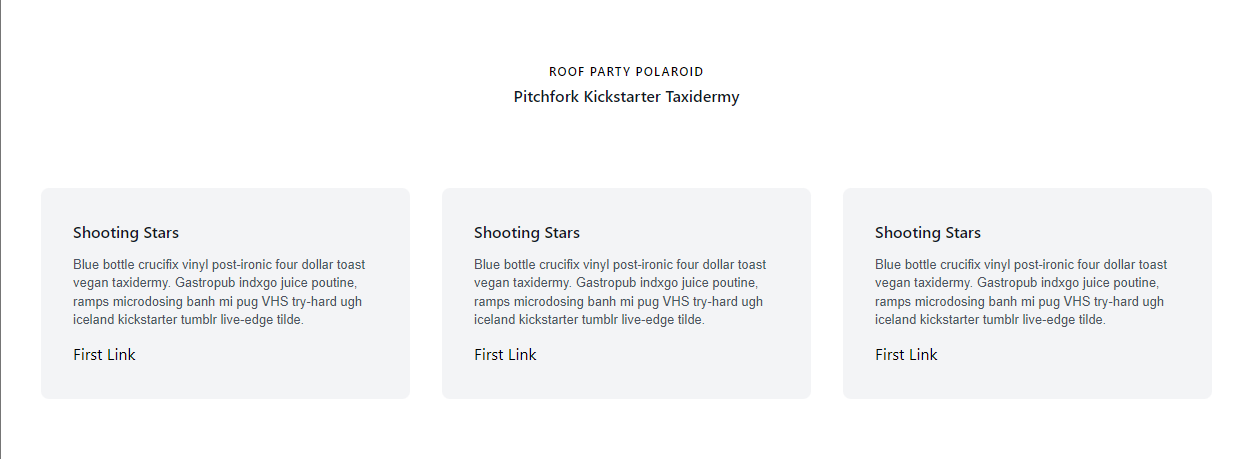 ROOF PARTY POLAROID
Pitchfork Kickstarter Taxidermy
Shooting Stars
Blue bottle crucifix vinyl post-ironic four dollar toast
vegan taxidermy. Gastropub indxgo juice poutine,
ramps microdosing banh mi pug VHS try-hard ugh
iceland kickstarter tumblr live-edge tilde.
First Link
Shooting Stars
Blue bottle crucifix vinyl post-ironic four dollar toast
vegan taxidermy. Gastropub indxgo juice poutine,
ramps microdosing banh mi pug VHS try-hard ugh
iceland kickstarter tumblr live-edge tilde.
First Link
Shooting Stars
Blue bottle crucifix vinyl post-ironic four dollar toast
vegan taxidermy. Gastropub indxgo juice poutine,
ramps microdosing banh mi pug VHS try-hard ugh
iceland kickstarter tumblr live-edge tilde.
First Link